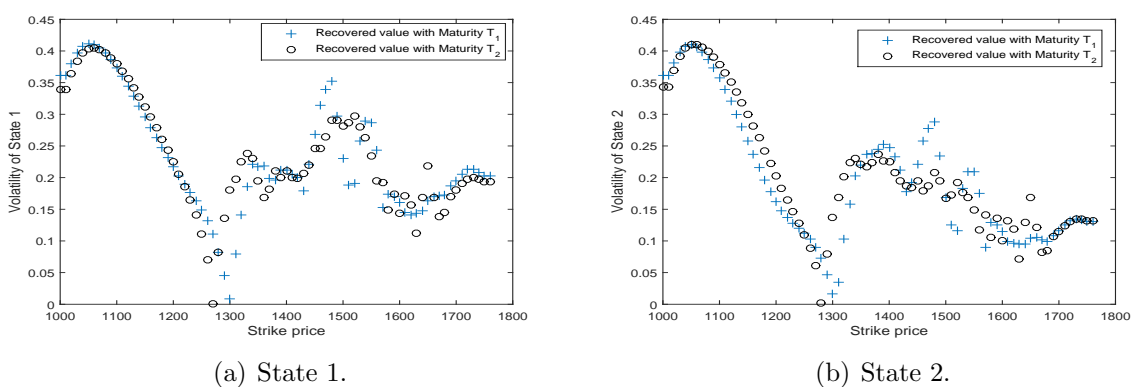 Recovered value with Maturity T1
Recovered value with Maturity T2
Volatility of State 1
0.45
0.4
0.35
0.3
0.25
0.2
0.15
0.1
0.05
0
1000 1100 1200 1300 1400 1500 1600 1700 1800
Strike price
(a) State 1.
Recovered value with Maturity T1
Recovered value with Maturity T2
Volatility of State 2
0.45
0.4
0.35
0.3
0.25
0.2
0.15
0.1
0.05
0
1000 1100 1200 1300 1400 1500 1600 1700 1800
Strike price
(b) State 2.